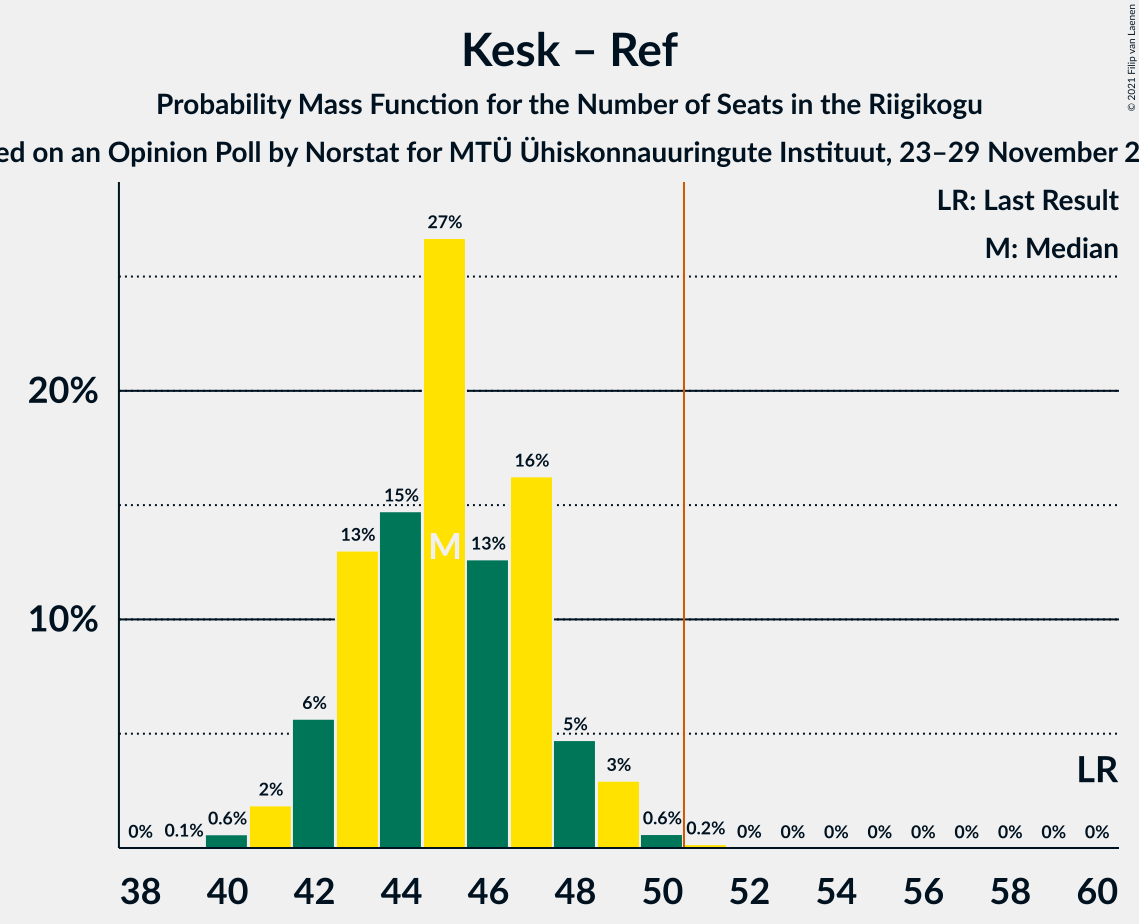 Kesk – Ref
Probability Mass Function for the Number of Seats in the Riigikogu
ed on an Opinion Poll by Norstat for MTÜ Ühiskonnauuringute Instituut, 23–29 November 2
© 2021 Filip van Laenen
LR: Last Result
M: Median
27%
20%
16%
15%
13%
M
13%
10%
6%
5%
3%
2%
LR
0% 0.1% 0.6% 0.6% 0.2% 0% 0% 0% 0% 0% 0% 0% 0% 0%
38 40 42 44 46 48 50 52 54 56 58 60